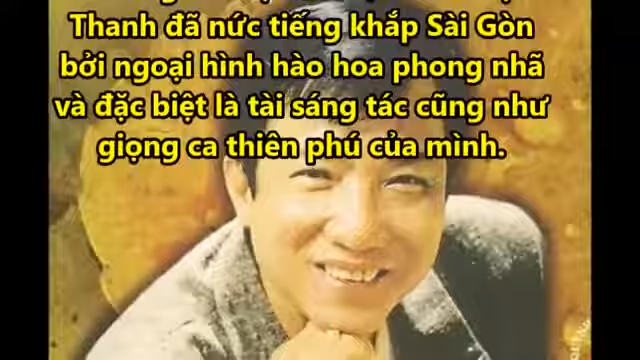 Thanh đã nức tiếng khắp Sài Gòn
bởi ngoại hình hào hoa phong nhã
và đặc biệt là tài sáng tác cũng như
giọng ca thiên phú của mình.